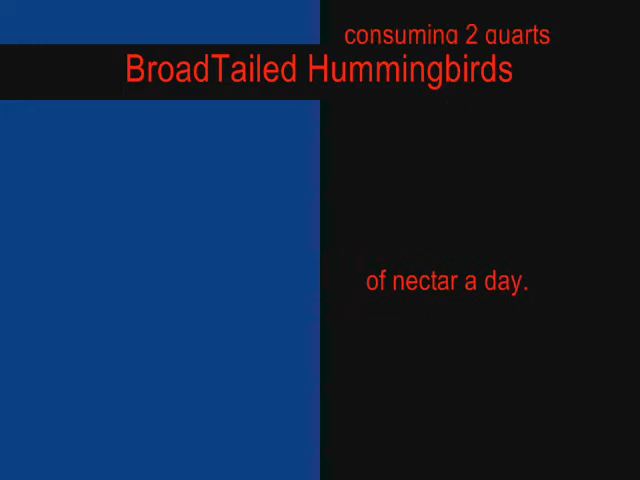 consuming 2 quarts
BroadTailed Hummingbirds
of nectar a day.